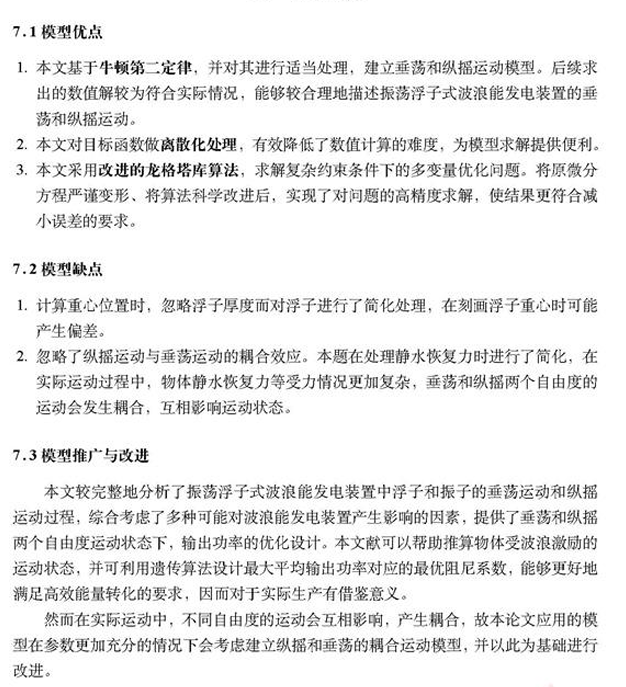 7.1 模型优点
1. 本文基于牛顿第二定律，并对其进行适当处理，建立垂荡和纵摇运动模型。后续求
出的数值解较为符合实际情况，能够较合理地描述振荡浮子式波浪能发电装置的垂
荡和纵摇运动。
2. 本文对目标函数做离散化处理，有效降低了数值计算的难度，为模型求解提供便利。
3. 本文采用改进的龙格塔库算法，求解复杂约束条件下的多变量优化问题。将原微分
方程严谨变形、将算法科学改进后，实现了对问题的高精度求解，使结果更符合减
小误差的要求。
7.2 模型缺点
1. 计算重心位置时，忽略浮子厚度而对浮子进行了简化处理，在刻画浮子重心时可能
产生偏差。
2. 忽略了纵摇运动与垂荡运动的耦合效应。本题在处理静水恢复力时进行了简化，在
实际运动过程中，物体静水恢复力等受力情况更加复杂，垂荡和纵摇两个自由度的
运动会发生耦合，互相影响运动状态。
7.3 模型推广与改进
本文较完整地分析了振荡浮子式波浪能发电装置中浮子和振子的垂荡运动和纵摇
运动过程，综合考虑了多种可能对波浪能发电装置产生影响的因素，提供了垂荡和纵摇
两个自由度运动状态下，输出功率的优化设计。本文献可以帮助推算物体受波浪激励的
运动状态，并可利用遗传算法设计最大平均输出功率对应的最优阻尼系数，能够更好地
满足高效能量转化的要求，因而对于实际生产有借鉴意义。
然而在实际运动中，不同自由度的运动会互相影响，产生耦合，故本论文应用的模
型在参数更加充分的情况下会考虑建立纵摇和垂荡的耦合运动模型，并以此为基础进行
改进。